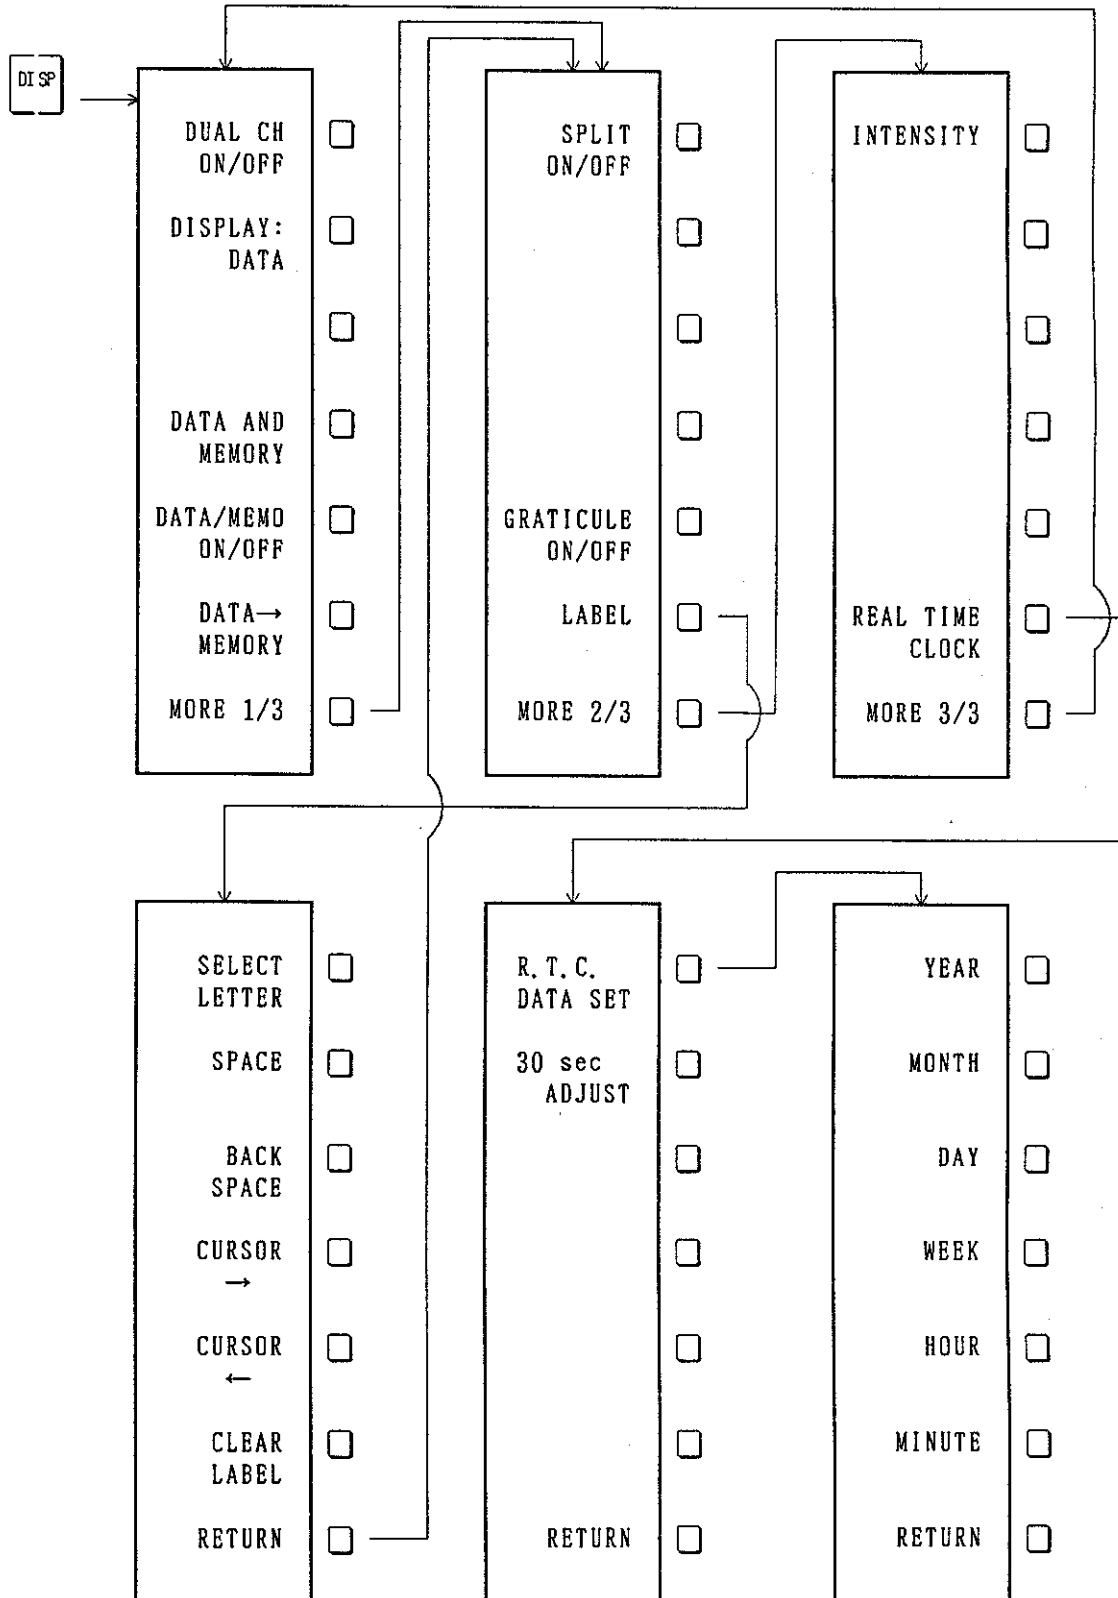 DISP
DUAL CH
ON/OFF
DISPLAY:
DATA
DATA AND
MEMORY
DATA/MEMO
ON/OFF
DATA→
MEMORY
MORE 1/3
SPLIT
ON/OFF
GRATICULE
ON/OFF
LABEL
MORE 2/3
INTENSITY
REAL TIME
CLOCK
MORE 3/3
SELECT
LETTER
SPACE
BACK
SPACE
CURSOR
→
CURSOR
←
CLEAR
LABEL
RETURN
R.T.C.
DATA SET
30 sec
ADJUST
RETURN
YEAR
MONTH
DAY
WEEK
HOUR
MINUTE
RETURN